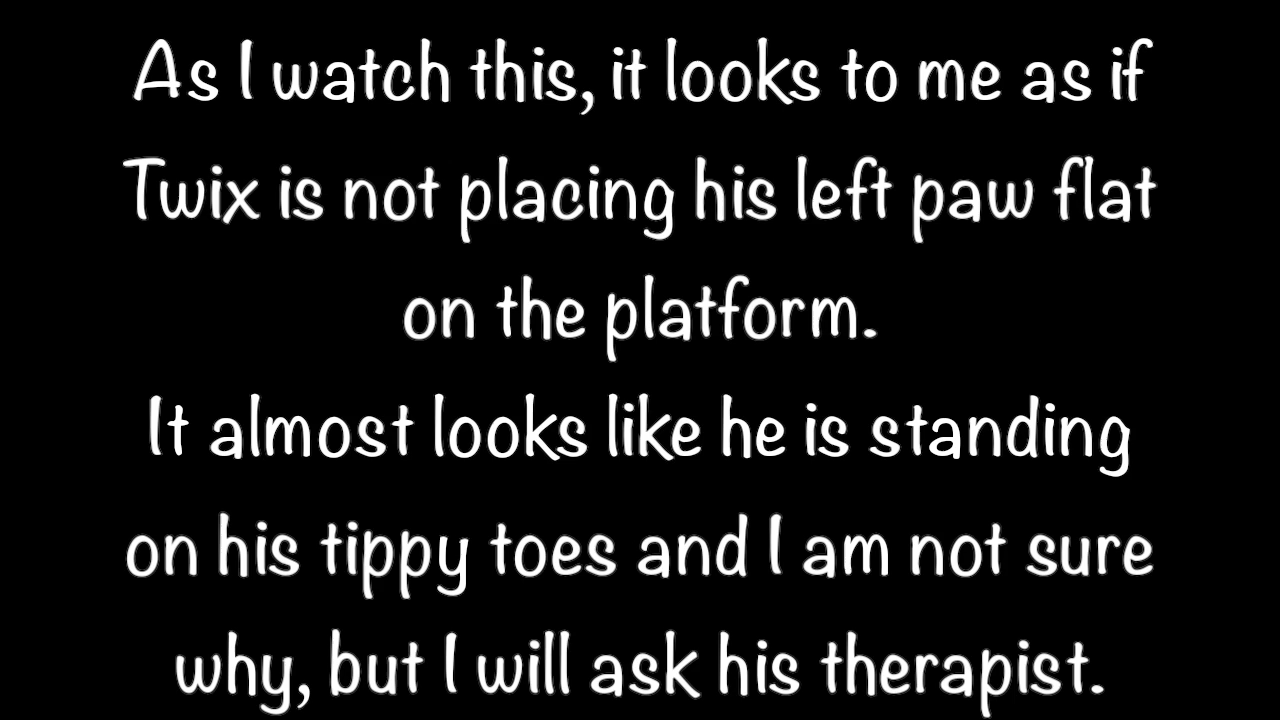 As I watch this, it looks to me as if
Twix is not placing his left paw flat
on the platform.
It almost looks like he is standing
on his tippy toes and I am not sure
why, but I will ask his therapist.